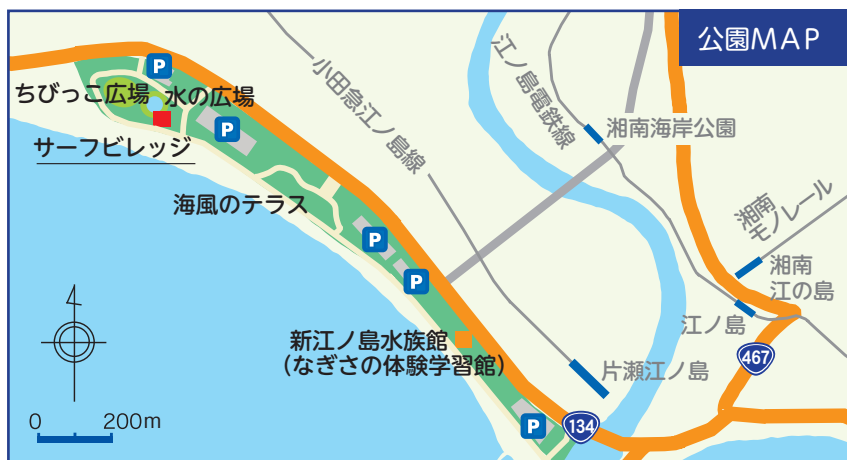 公園MAP
P
ちびっこ広場
水の広場
サーフビレッジ
P
海風のテラス
P
P
小田急江ノ島線
江ノ島電鉄線
湘南海岸公園
湘南
モノレール
湘南
江の島
江ノ島
467
新江ノ島水族館
(なぎさの体験学習館)
片瀬江ノ島
P
134
0 200m